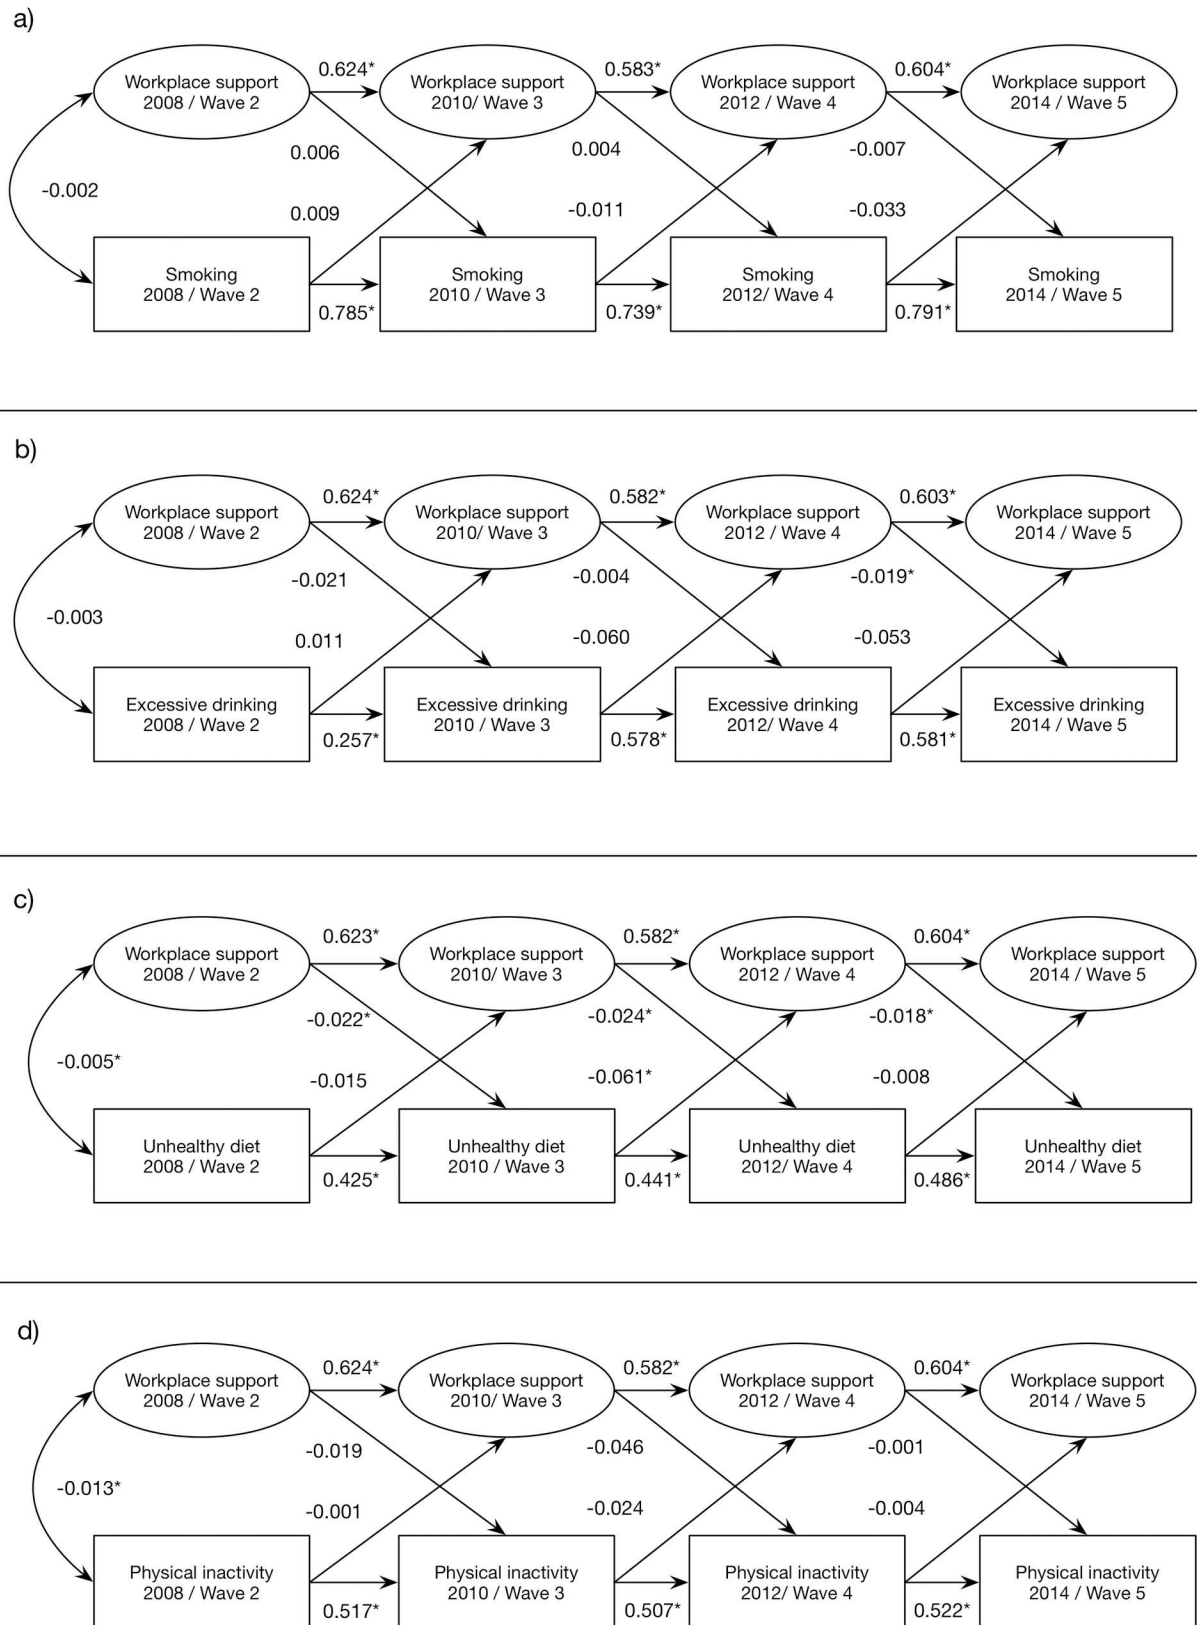 a)
0.624*
0.583*
0.604*
Workplace support
2008 / Wave 2
Workplace support
2010/ Wave 3
Workplace support
2012 / Wave 4
Workplace support
2014 / Wave 5
0.006
0.004
-0.007
-0.002
0.009
-0.011
-0.033
Smoking
2008 / Wave 2
Smoking
2010 / Wave 3
Smoking
2012/ Wave 4
Smoking
2014 / Wave 5
0.785*
0.739*
0.791*
b)
0.624*
0.582*
0.603*
Workplace support
2008 / Wave 2
Workplace support
2010/ Wave 3
Workplace support
2012 / Wave 4
Workplace support
2014 / Wave 5
-0.021
-0.004
-0.019*
-0.003
0.011
-0.060
-0.053
Excessive drinking
2008 / Wave 2
Excessive drinking
2010 / Wave 3
Excessive drinking
2012/ Wave 4
Excessive drinking
2014 / Wave 5
0.257*
0.578*
0.581*
c)
0.623*
0.582*
0.604*
Workplace support
2008 / Wave 2
Workplace support
2010/ Wave 3
Workplace support
2012 / Wave 4
Workplace support
2014 / Wave 5
-0.022*
-0.024*
-0.018*
-0.005*
-0.015
-0.061*
-0.008
Unhealthy diet
2008 / Wave 2
Unhealthy diet
2010 / Wave 3
Unhealthy diet
2012/ Wave 4
Unhealthy diet
2014 / Wave 5
0.425*
0.441*
0.486*
d)
0.624*
0.582*
0.604*
Workplace support
2008 / Wave 2
Workplace support
2010/ Wave 3
Workplace support
2012 / Wave 4
Workplace support
2014 / Wave 5
-0.019
-0.046
-0.001
-0.013*
-0.001
-0.024
-0.004
Physical inactivity
2008 / Wave 2
Physical inactivity
2010 / Wave 3
Physical inactivity
2012/ Wave 4
Physical inactivity
2014 / Wave 5
0.517*
0.507*
0.522*